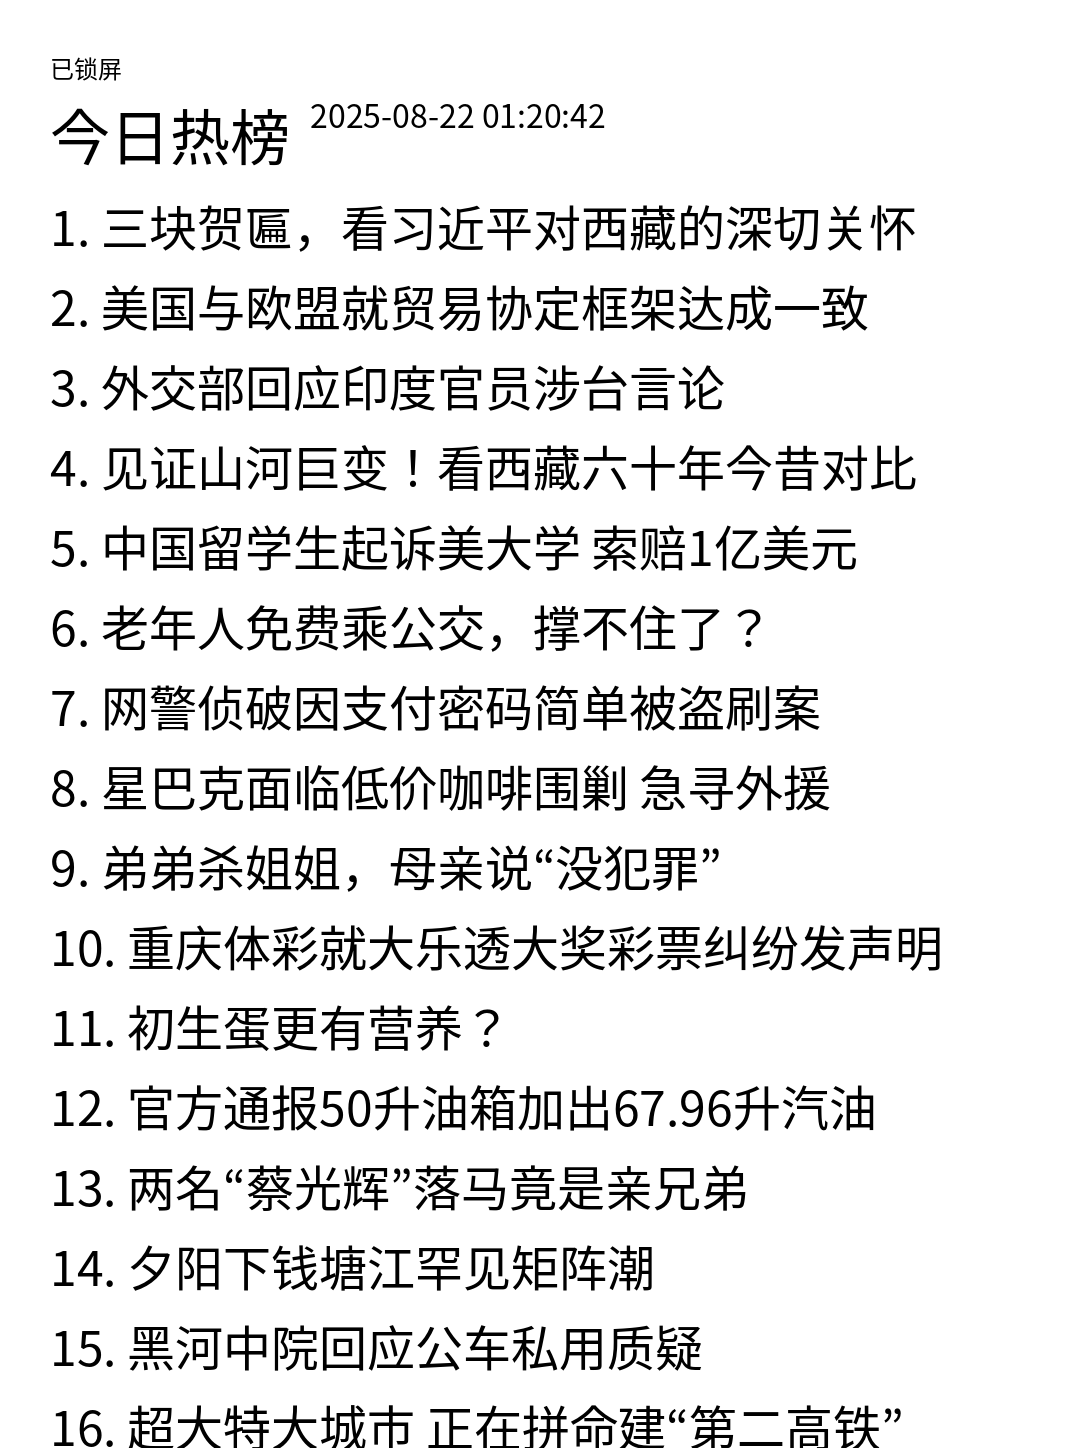 已锁屏
今日热榜 2025-08-22 01:20:42
1. 三块贺匾，看习近平对西藏的深切关怀
2. 美国与欧盟就贸易协定框架达成一致
3. 外交部回应印度官员涉台言论
4. 见证山河巨变！看西藏六十年今昔对比
5. 中国留学生起诉美大学 索赔1亿美元
6. 老年人免费乘公交，撑不住了？
7. 网警侦破因支付密码简单被盗刷案
8. 星巴克面临低价咖啡围剿 急寻外援
9. 弟弟杀姐姐，母亲说“没犯罪”
10. 重庆体彩就大乐透大奖彩票纠纷发声明
11. 初生蛋更有营养？
12. 官方通报50升油箱加出67.96升汽油
13. 两名“蔡光辉”落马竟是亲兄弟
14. 夕阳下钱塘江罕见矩阵潮
15. 黑河中院回应公车私用质疑
16. 超大特大城市 正在拼命建“第二高铁”